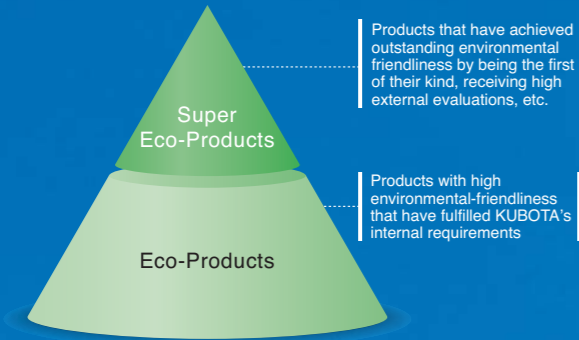 Products that have achieved
outstanding environmental
friendliness by being the first
of their kind, receiving high
external evaluations, etc.
Super
Eco-Products
Products with high
environmental-friendliness
that have fulfilled KUBOTA's
internal requirements
Eco-Products